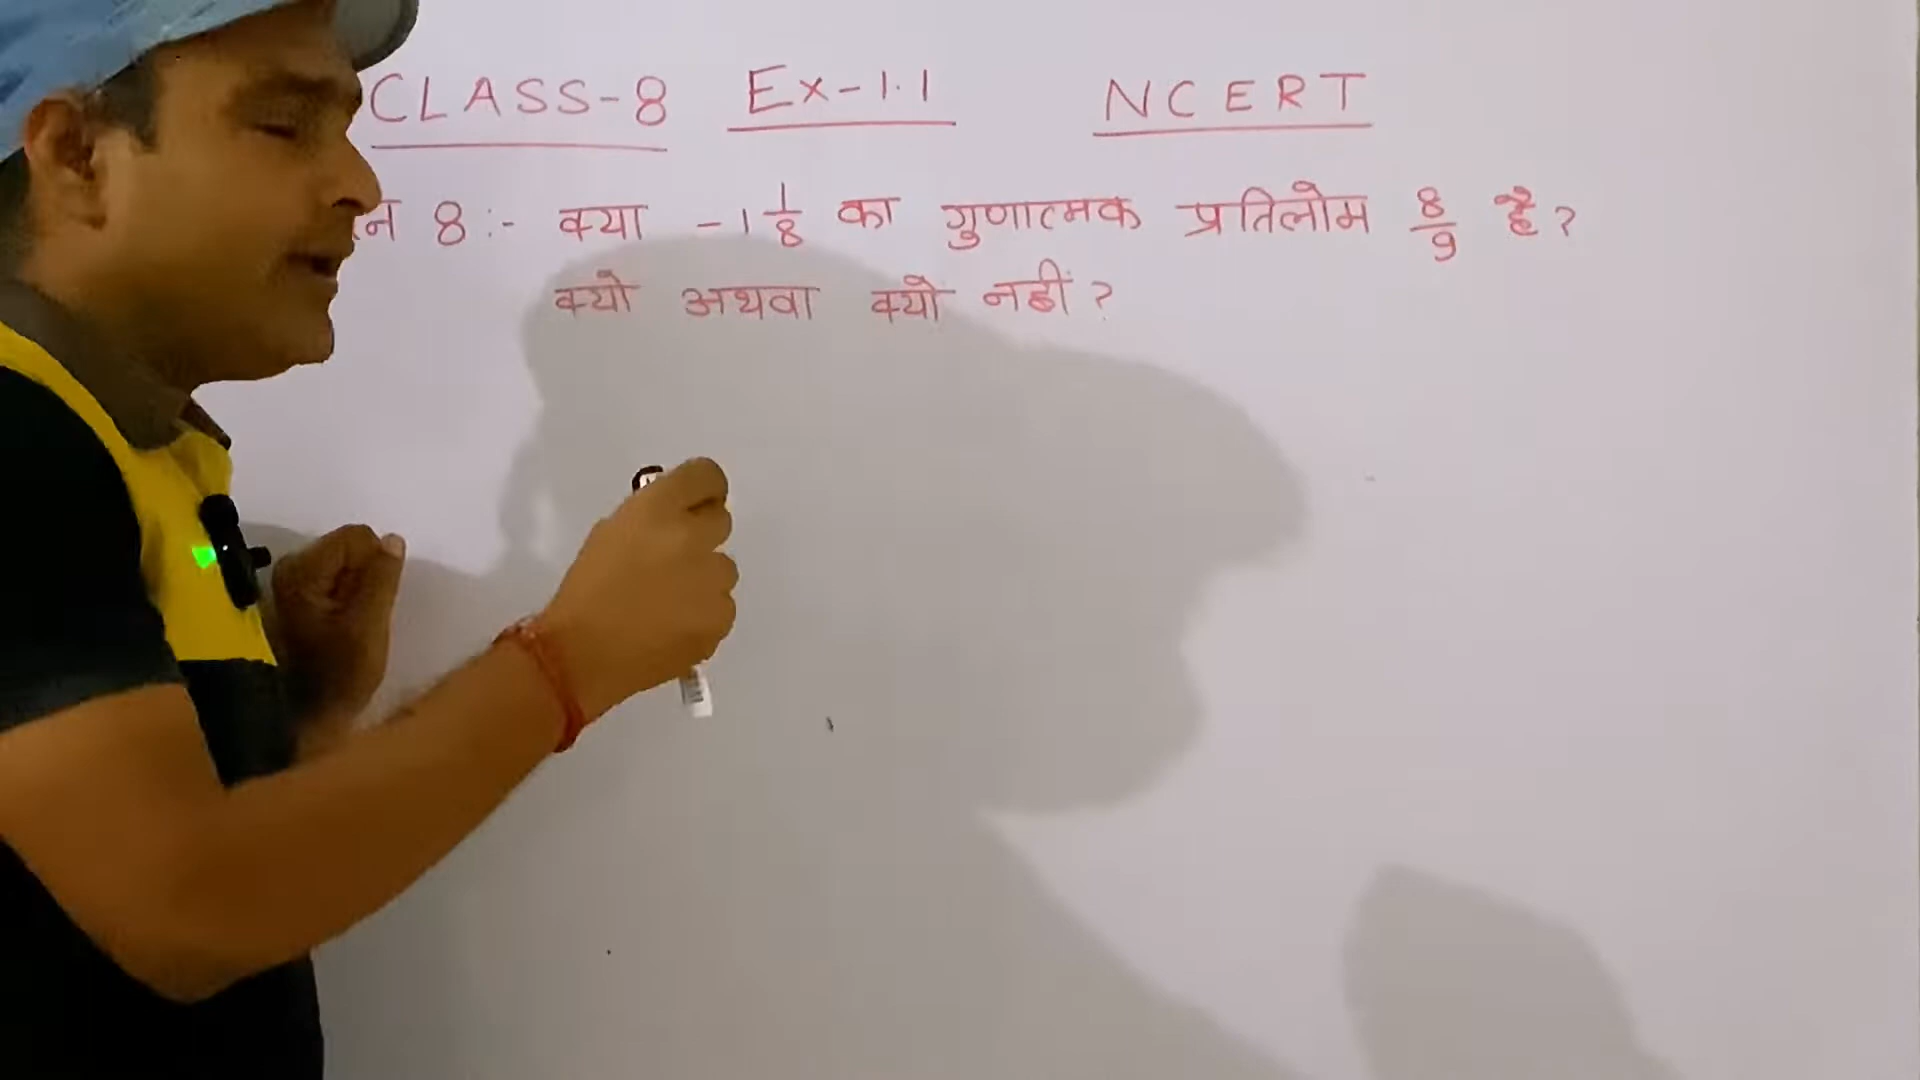 CLASS-8 Ex-1.1 NCERT
8:- क्या -1 1/8 का गुणात्मक प्रतिलोम 8/9 है?
क्यो अथवा क्यो नहीं?